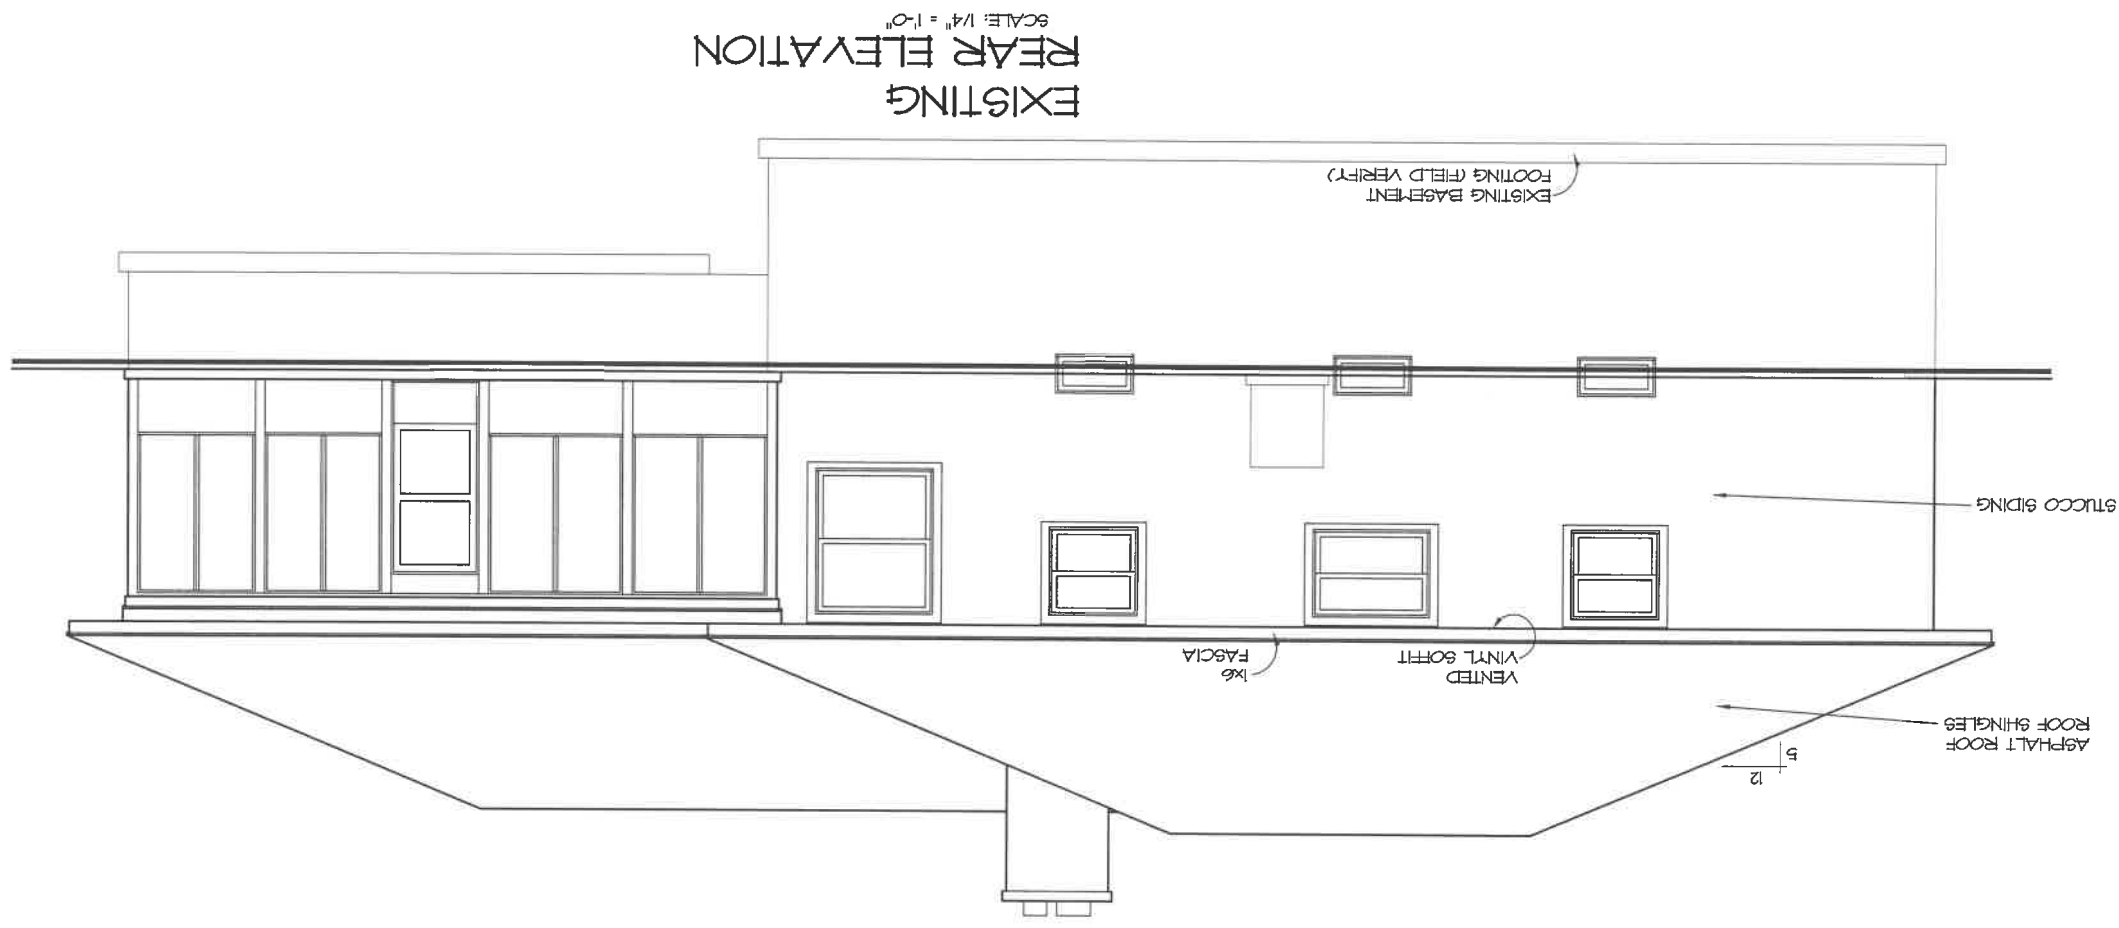 12
5
ASPHALT ROOF
ROOF SHINGLES
VENTED
VINYL SOFFIT
1x6
FASCIA
STUCCO SIDING
EXISTING BASEMENT
FOOTING (FIELD VERIFY)
EXISTING
REAR ELEVATION
SCALE: 1/4" = 1'-0"